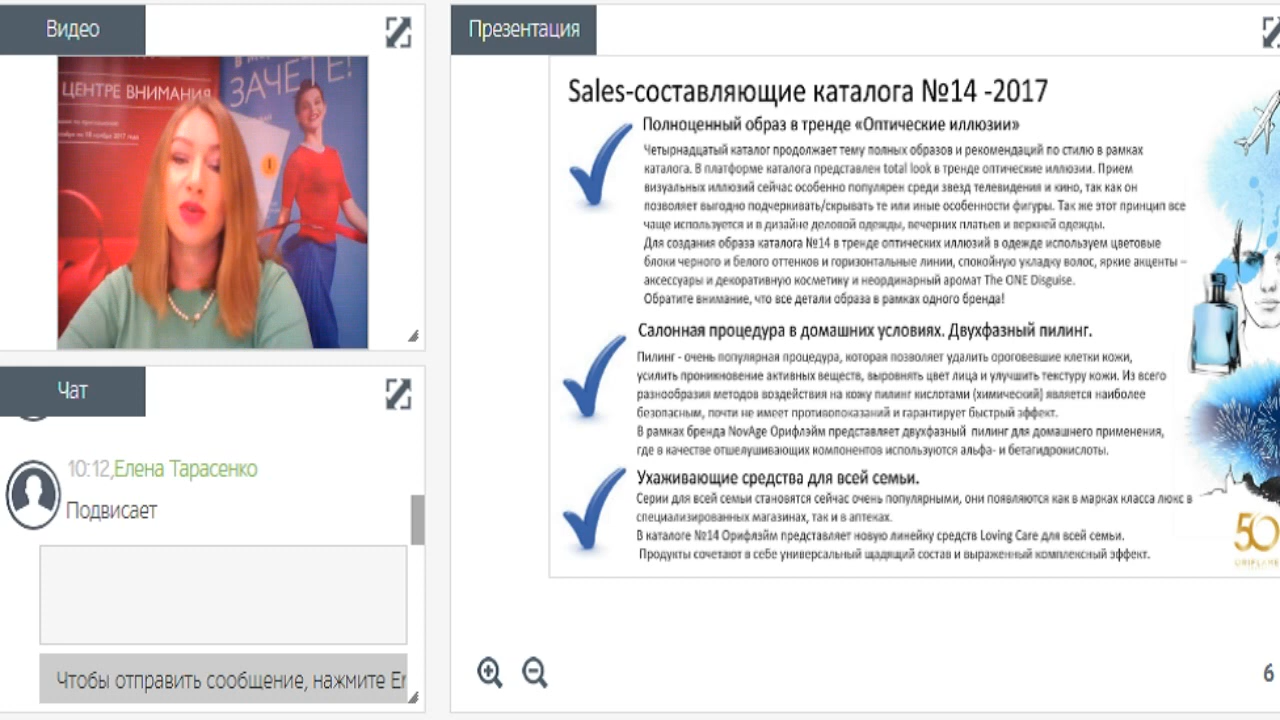 Видео
ЦЕНТРЕ ВНИМАНИЯ
ЗАЧЕТЕ!
Чат
10:12,Елена Тарасенко
Подвисает
Чтобы отправить сообщение, нажмите En
Презентация
Sales-составляющие каталога №14 -2017
Полноценный образ в тренде «Оптические иллюзии»
Четырнадцатый каталог продолжает тему полных образов и рекомендаций по стилю в рамках
каталога. В платформе каталога представлен total look в тренде оптические иллюзии. Прием
визуальных иллюзий сейчас особенно популярен среди звезд телевидения и кино, так как он
позволяет выгодно подчеркивать/скрывать те или иные особенности фигуры. Так же этот принцип все
чаще используется и в дизайне деловой одежды, вечерних платьев и верхней одежды.
Для создания образа каталога №14 в тренде оптических иллюзий в одежде используем цветовые
блоки черного и белого оттенков и горизонтальные линии, спокойную укладку волос, яркие акценты –
аксессуары и декоративную косметику и неординарный аромат The ONE Disguise.
Обратите внимание, что все детали образа в рамках одного бренда!
Салонная процедура в домашних условиях. Двухфазный пилинг.
Пилинг - очень популярная процедура, которая позволяет удалить ороговевшие клетки кожи,
усилить проникновение активных веществ, выровнять цвет лица и улучшить текстуру кожи. Из всего
разнообразия методов воздействия на кожу пилинг кислотами (химический) является наиболее
безопасным, почти не имеет противопоказаний и гарантирует быстрый эффект.
В рамках бренда NovAge Орифлэйм представляет двухфазный пилинг для домашнего применения,
где в качестве отшелушивающих компонентов используются альфа- и бетагидрокислоты.
Ухаживающие средства для всей семьи.
Серии для всей семьи становятся сейчас очень популярными, они появляются как в марках класса люкс в
специализированных магазинах, так и в аптеках.
В каталоге №14 Орифлэйм представляет новую линейку средств Loving Care для всей семьи.
Продукты сочетают в себе универсальный щадящий состав и выраженный комплексный эффект.
50
6